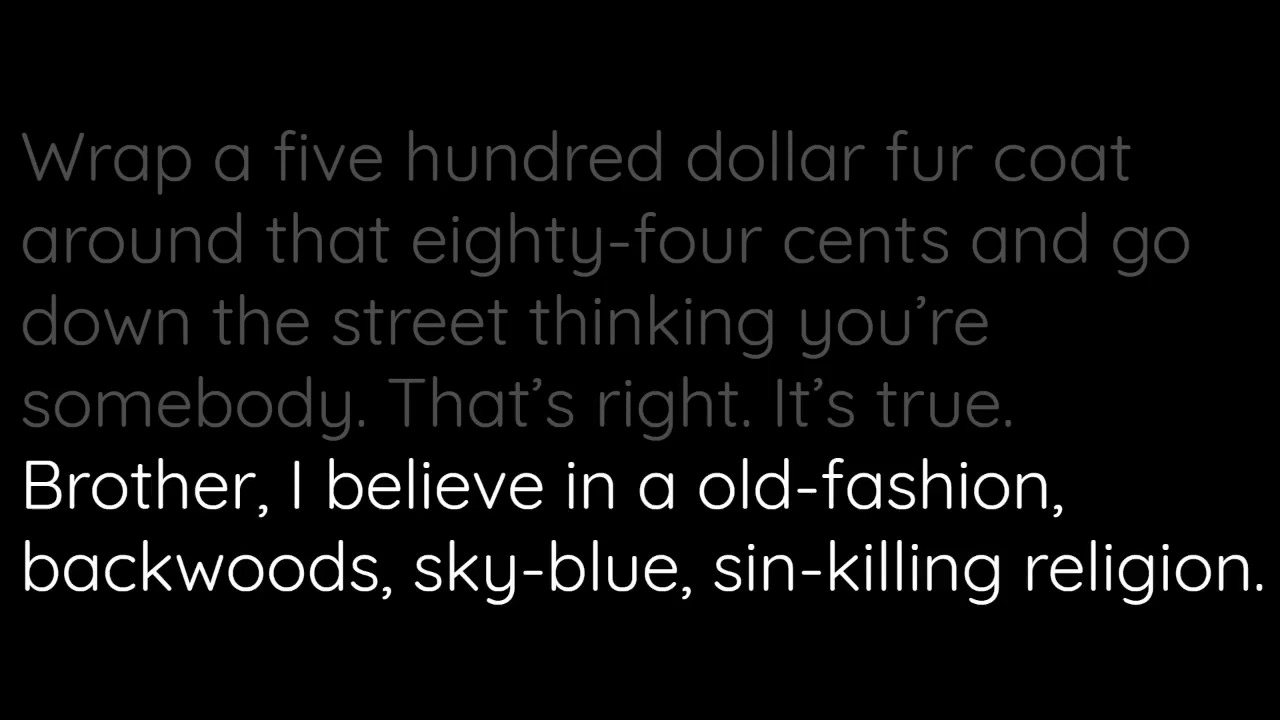 Wrap a five hundred dollar fur coat
around that eighty-four cents and go
down the street thinking you’re
somebody. That’s right. It’s true.
Brother, I believe in a old-fashion,
backwoods, sky-blue, sin-killing religion.